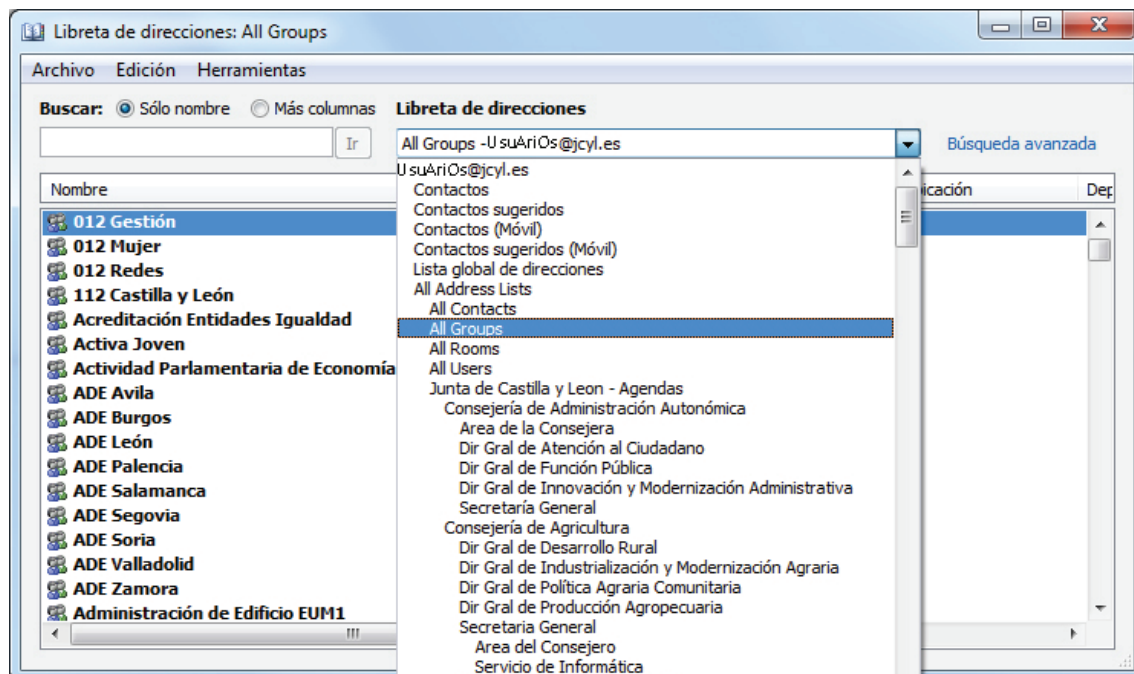 Libreta de direcciones: All Groups
Archivo Edición Herramientas
Buscar: Sólo nombre Más columnas Libreta de direcciones
Ir All Groups -UsuAriOs@jcyl.es Búsqueda avanzada
UsuAriOs@jcyl.es
Contactos
Contactos sugeridos
Contactos (Móvil)
Contactos sugeridos (Móvil)
Lista global de direcciones
All Address Lists
All Contacts
All Groups
All Rooms
All Users
Junta de Castilla y Leon - Agendas
Consejería de Administración Autonómica
Area de la Consejera
Dir Gral de Atención al Ciudadano
Dir Gral de Función Pública
Dir Gral de Innovación y Modernización Administrativa
Secretaría General
Consejería de Agricultura
Dir Gral de Desarrollo Rural
Dir Gral de Industrialización y Modernización Agraria
Dir Gral de Política Agraria Comunitaria
Dir Gral de Producción Agropecuaria
Secretaria General
Area del Consejero
Servicio de Informática
Nombre icación Dep
012 Gestión
012 Mujer
012 Redes
112 Castilla y León
Acreditación Entidades Igualdad
Activa Joven
Actividad Parlamentaria de Economía
ADE Avila
ADE Burgos
ADE León
ADE Palencia
ADE Salamanca
ADE Segovia
ADE Soria
ADE Valladolid
ADE Zamora
Administración de Edificio EUM1